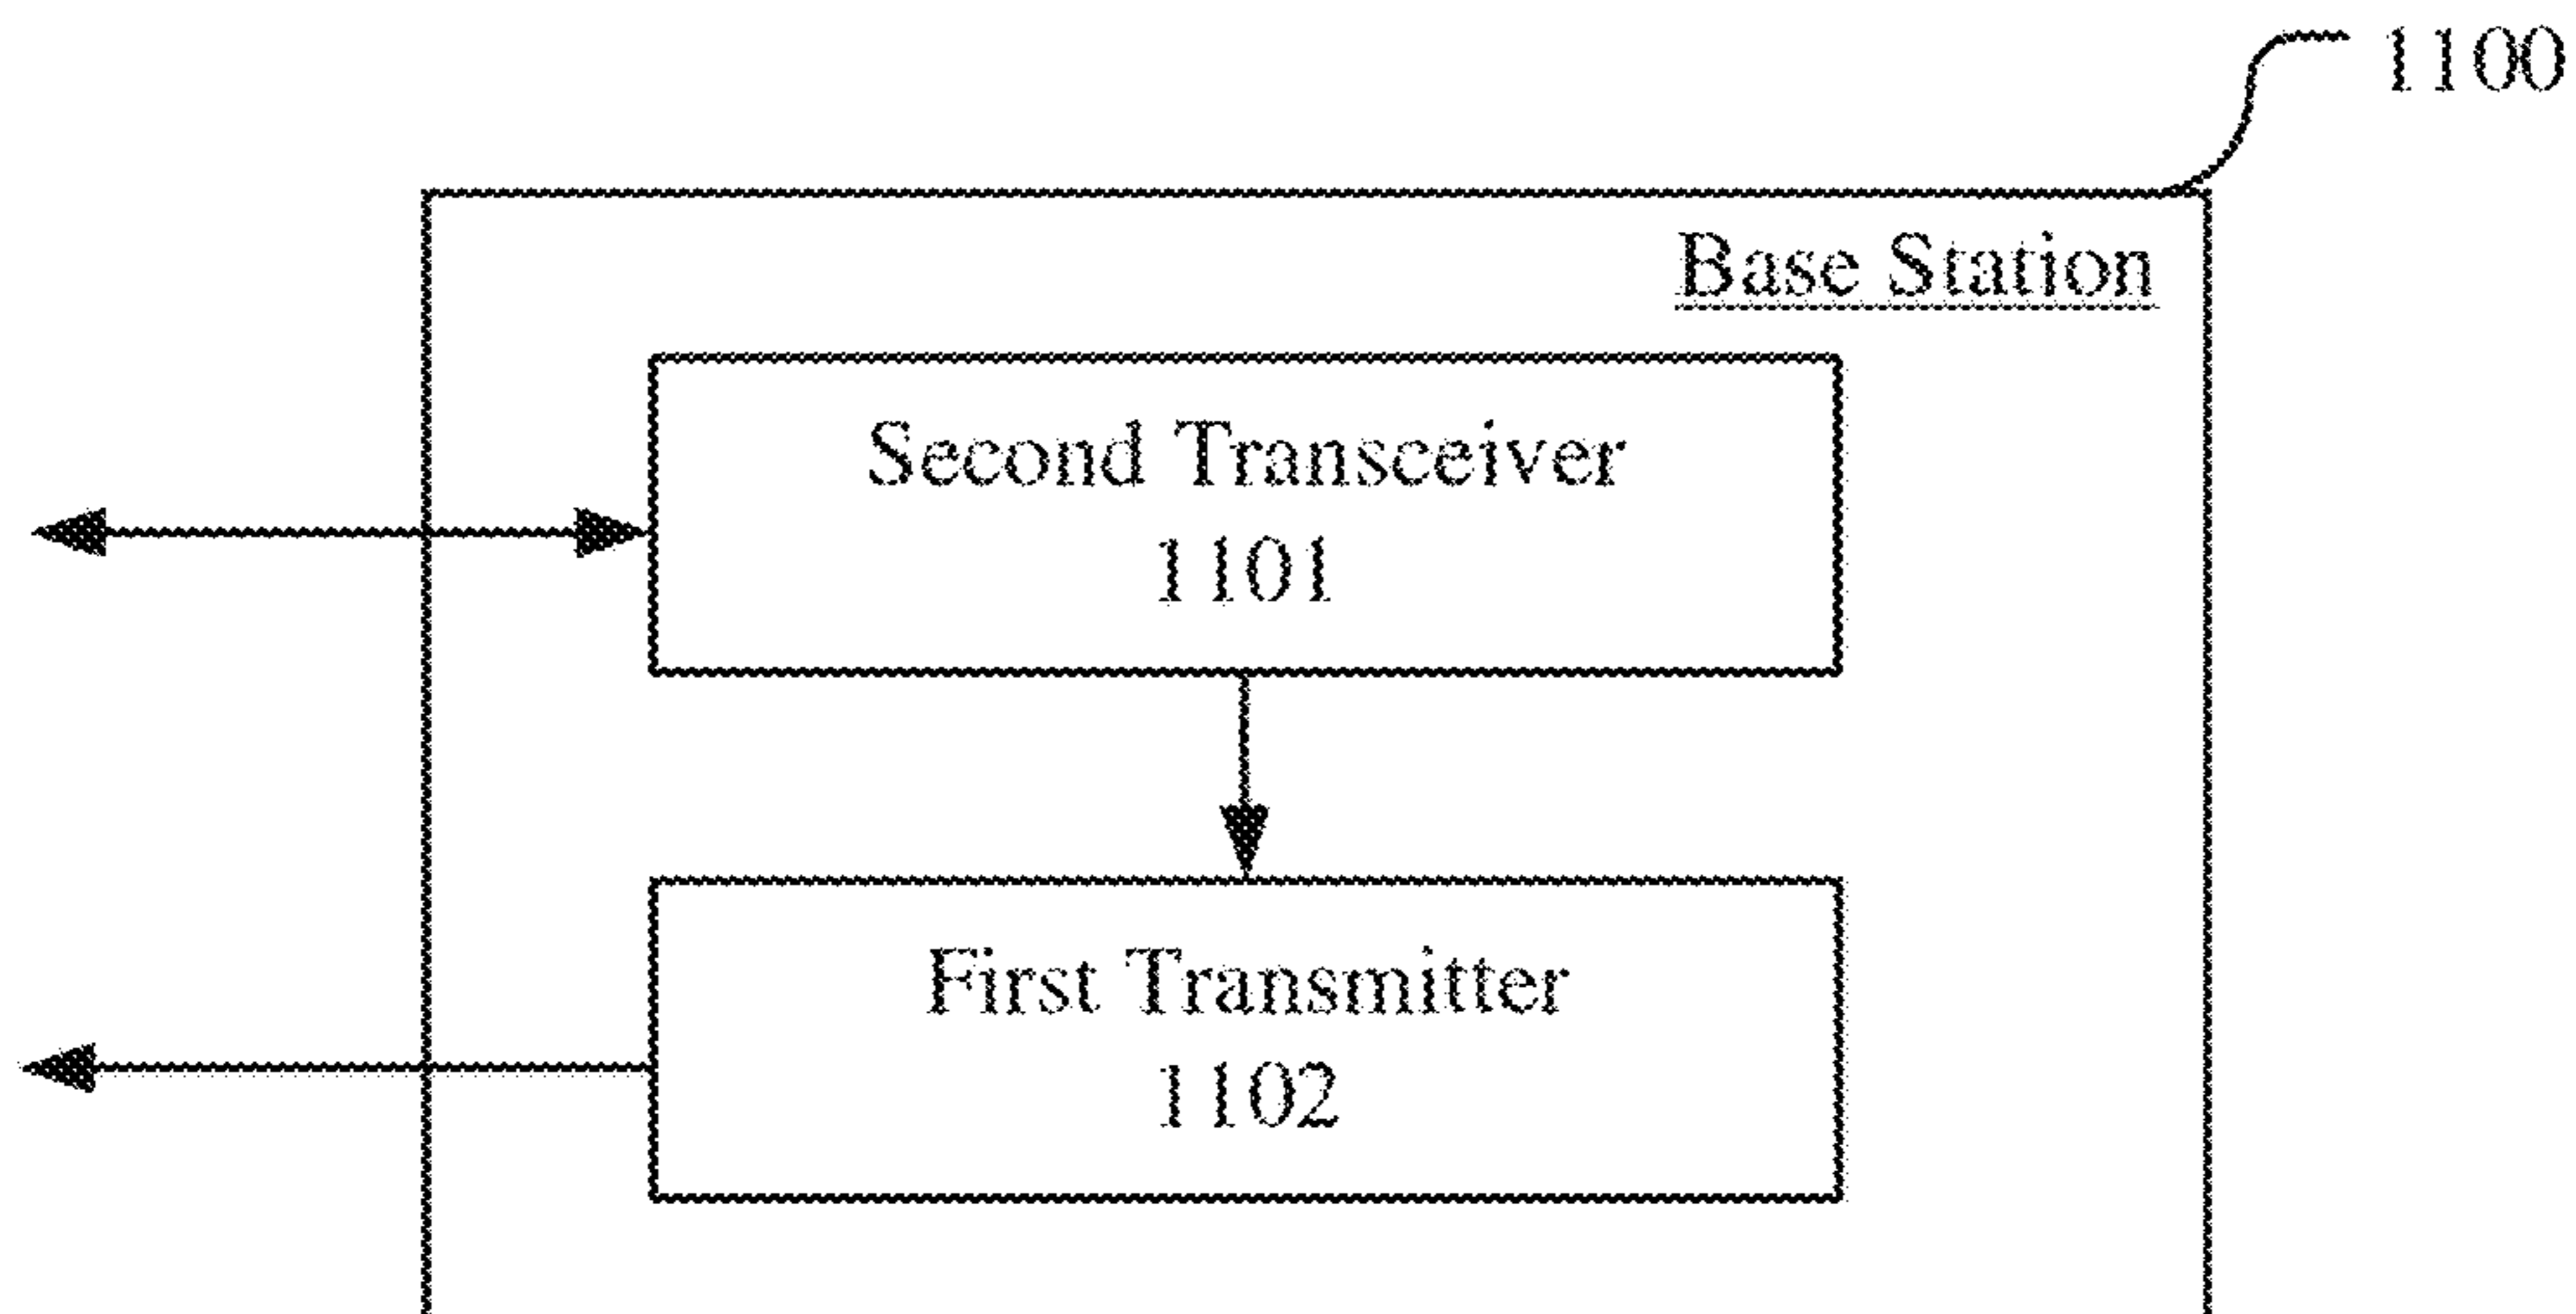 1100
Base Station
Second Transceiver
1101
First Transmitter
1102